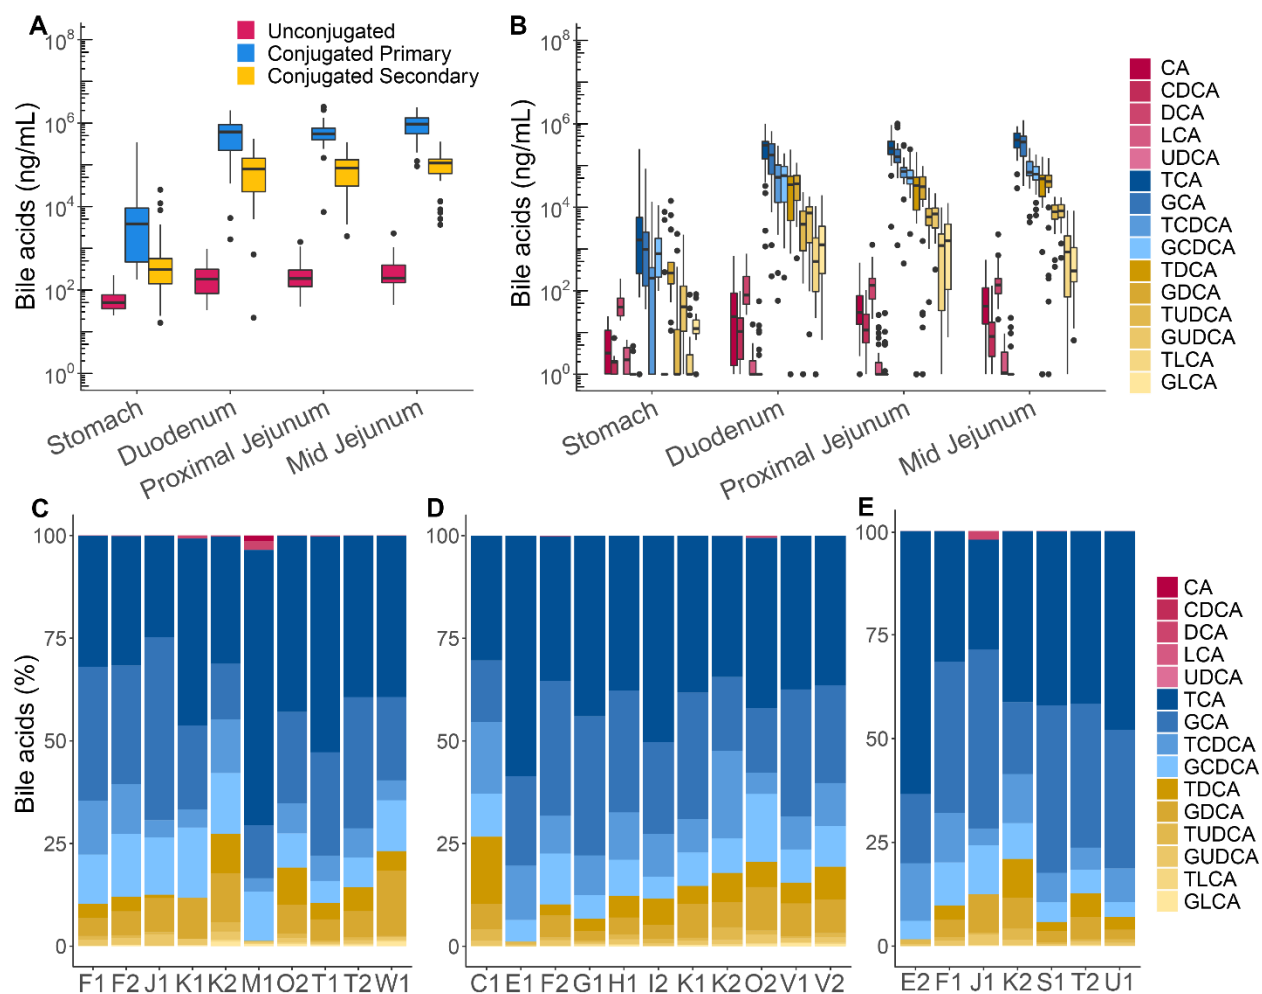 A
Unconjugated
Conjugated Primary
Conjugated Secondary
Bile acids (ng/mL)
10^8
10^6
10^4
10^2
10^0
Stomach
Duodenum
Proximal Jejunum
Mid Jejunum
B
Bile acids (ng/mL)
10^8
10^6
10^4
10^2
10^0
Stomach
Duodenum
Proximal Jejunum
Mid Jejunum
CA
CDCA
DCA
LCA
UDCA
TCA
GCA
TCDCA
GCDCA
TDCA
GDCA
TUDCA
GUDCA
TLCA
GLCA
C
Bile acids (%)
100
75
50
25
0
F1 F2 J1 K1 K2 M1 O2 T1 T2 W1
D
100
75
50
25
0
C1 E1 F2 G1 H1 I2 K1 K2 O2 V1 V2
E
100
75
50
25
0
E2 F1 J1 K2 S1 T2 U1
CA
CDCA
DCA
LCA
UDCA
TCA
GCA
TCDCA
GCDCA
TDCA
GDCA
TUDCA
GUDCA
TLCA
GLCA